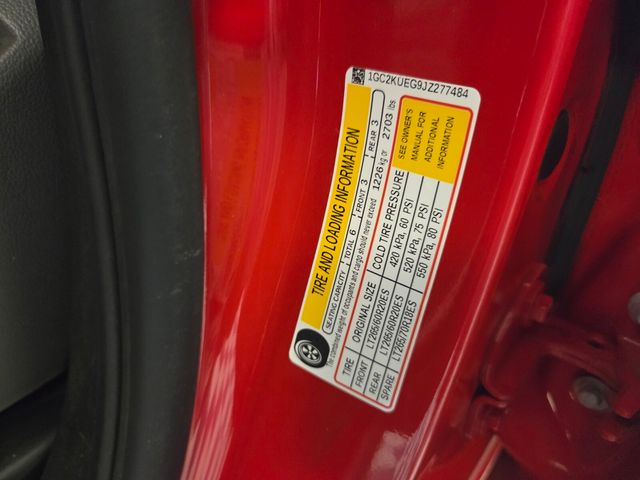 1GC2KUEG9JZ277484
TIRE AND LOADING INFORMATION
SEATING CAPACITY TOTAL 6 FRONT 3 REAR 3
The combined weight of occupants and cargo should never exceed 1226 kg or 2703 lbs
TIRE ORIGINAL SIZE COLD TIRE PRESSURE
FRONT LT265/60R20ES 420 kPa, 60 PSI
REAR LT265/60R20ES 520 kPa, 75 PSI
SPARE LT265/70R18ES 550 kPa, 80 PSI
SEE OWNER'S
MANUAL FOR
ADDITIONAL
INFORMATION